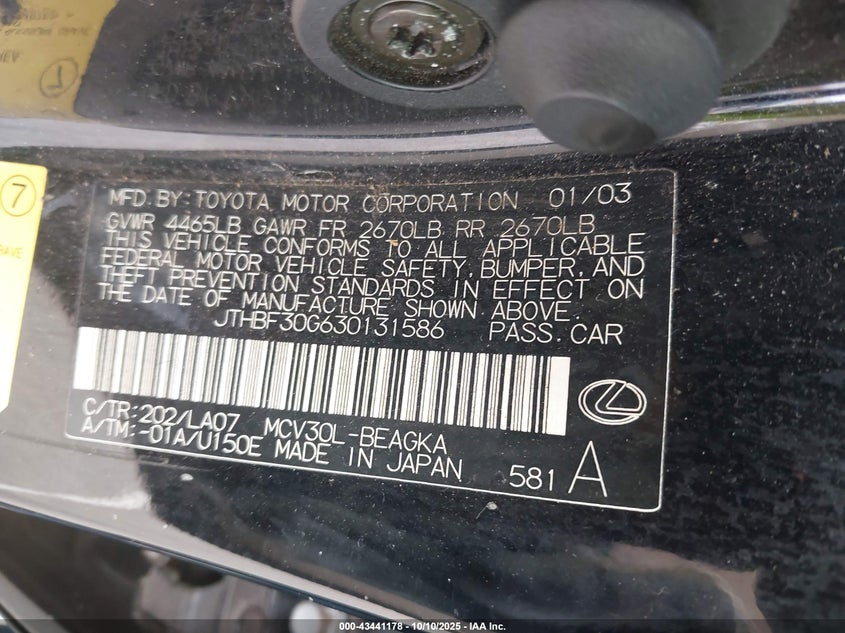 7
MFD.BY:TOYOTA MOTOR CORPORATION 01/03
GVWR 4465LB GAWR FR 2670LB RR 2670LB
THIS VEHICLE CONFORMS TO ALL APPLICABLE
FEDERAL MOTOR VEHICLE SAFETY,BUMPER,AND
THEFT PREVENTION STANDARDS IN EFFECT ON
THE DATE OF MANUFACTURE SHOWN ABOVE.
JTHBF30G630131586 PASS.CAR
C/TR:202/LA07 MCV30L-BEAGKA
A/TM:-01A/U150E MADE IN JAPAN
581 A
000-43441178 - 10/10/2025 - IAA Inc.